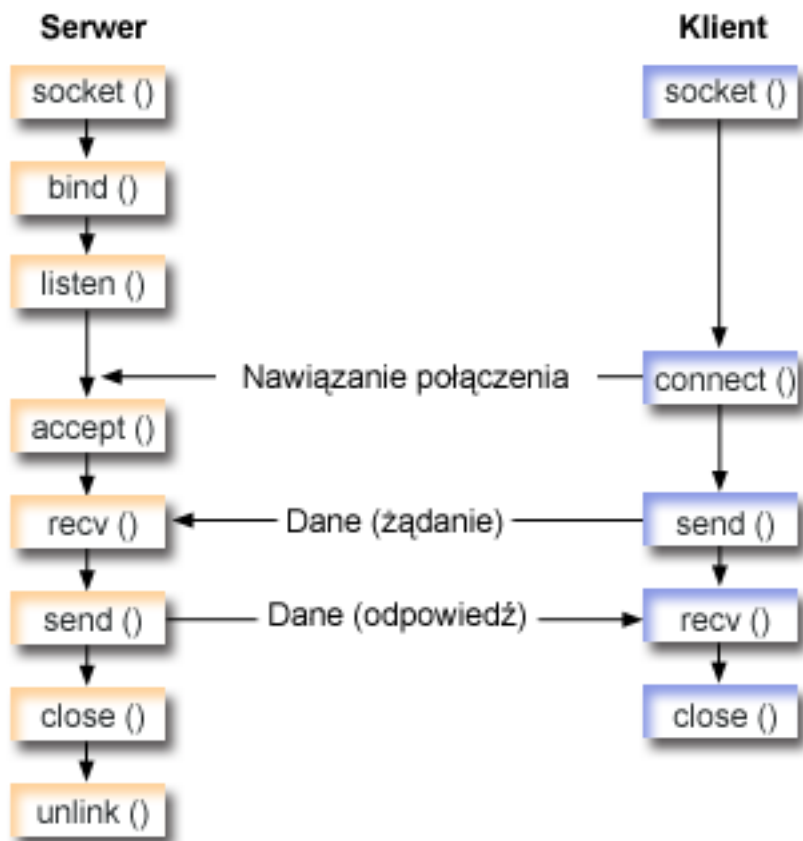 Serwer Klient
socket () socket ()
bind ()
listen ()
Nawiązanie połączenia connect ()
accept ()
recv () Dane (żądanie) send ()
send () Dane (odpowiedź) recv ()
close () close ()
unlink ()